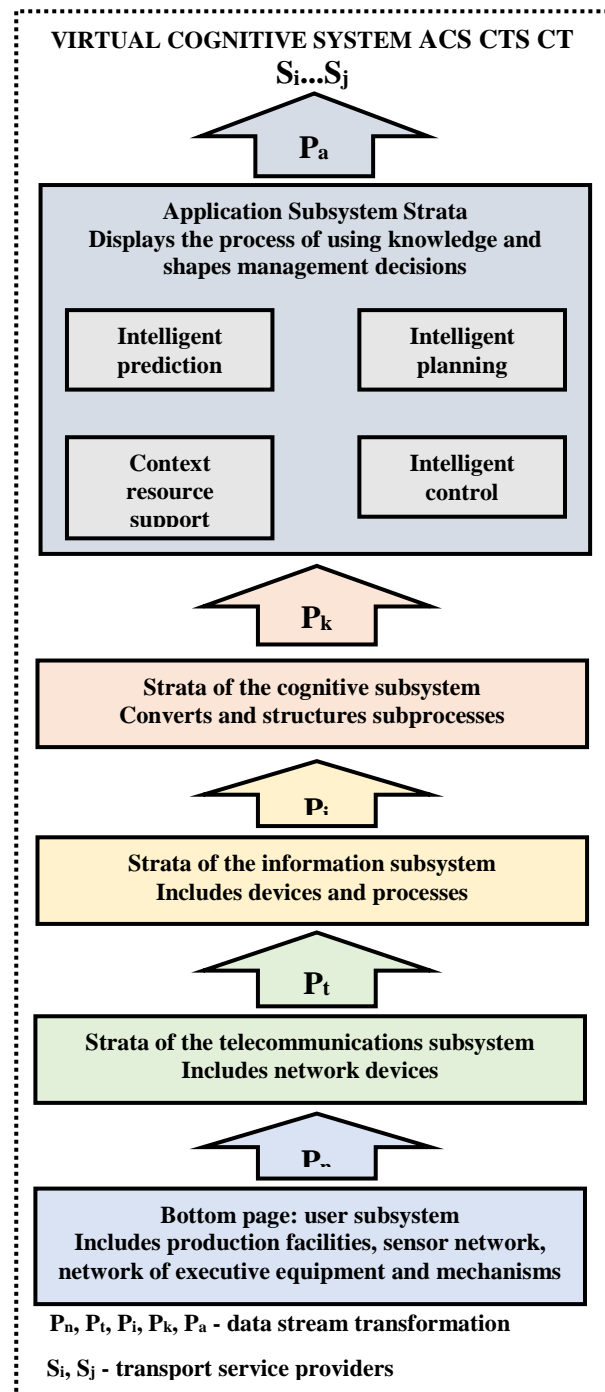 VIRTUAL COGNITIVE SYSTEM ACS CTS CT
Si...Sj
Pa
Application Subsystem Strata
Displays the process of using knowledge and
shapes management decisions
Intelligent
prediction
Intelligent
planning
Context
resource
support
Intelligent
control
Pk
Strata of the cognitive subsystem
Converts and structures subprocesses
Pi
Strata of the information subsystem
Includes devices and processes
Pt
Strata of the telecommunications subsystem
Includes network devices
Pn
Bottom page: user subsystem
Includes production facilities, sensor network,
network of executive equipment and mechanisms
Pn, Pt, Pi, Pk, Pa - data stream transformation
Si, Sj - transport service providers